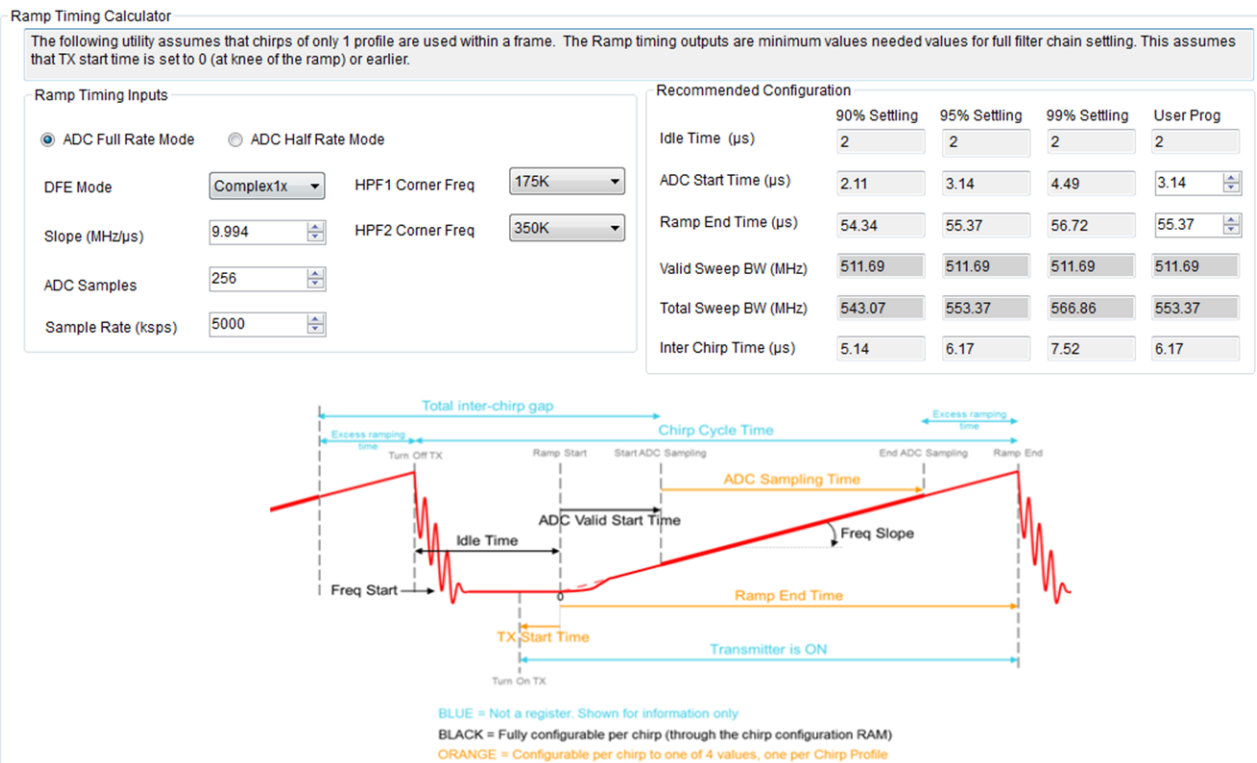 Ramp Timing Calculator
The following utility assumes that chirps of only 1 profile are used within a frame.  The Ramp timing outputs are minimum values needed values for full filter chain settling. This assumes
that TX start time is set to 0 (at knee of the ramp) or earlier.
Ramp Timing Inputs
ADC Full Rate Mode ADC Half Rate Mode
DFE Mode Complex1x HPF1 Corner Freq 175K
Slope (MHz/µs) 9.994 HPF2 Corner Freq 350K
ADC Samples 256
Sample Rate (ksps) 5000
Recommended Configuration
90% Settling 95% Settling 99% Settling User Prog
Idle Time (µs) 2 2 2 2
ADC Start Time (µs) 2.11 3.14 4.49 3.14
Ramp End Time (µs) 54.34 55.37 56.72 55.37
Valid Sweep BW (MHz) 511.69 511.69 511.69 511.69
Total Sweep BW (MHz) 543.07 553.37 566.86 553.37
Inter Chirp Time (µs) 5.14 6.17 7.52 6.17
Total inter-chirp gap
Excess ramping
time
Chirp Cycle Time
Excess ramping
time
Turn Off TX Ramp Start Start ADC Sampling End ADC Sampling Ramp End
ADC Sampling Time
ADC Valid Start Time
Idle Time
Freq Slope
Freq Start
0
Ramp End Time
TX Start Time
Transmitter is ON
Turn On TX
BLUE = Not a register. Shown for information only
BLACK = Fully configurable per chirp (through the chirp configuration RAM)
ORANGE = Configurable per chirp to one of 4 values, one per Chirp Profile